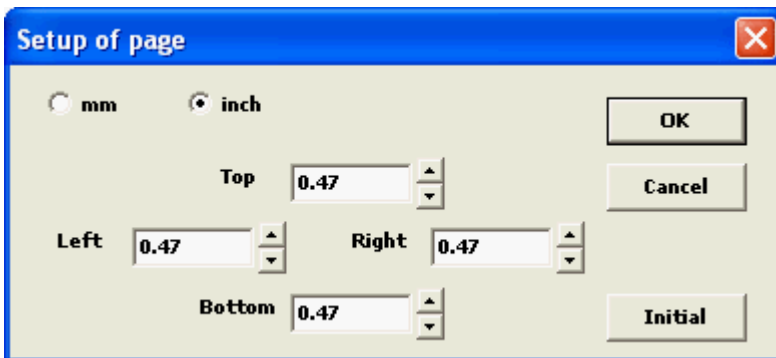 Setup of page
mm inch OK
Top 0.47 Cancel
Left 0.47 Right 0.47
Bottom 0.47 Initial